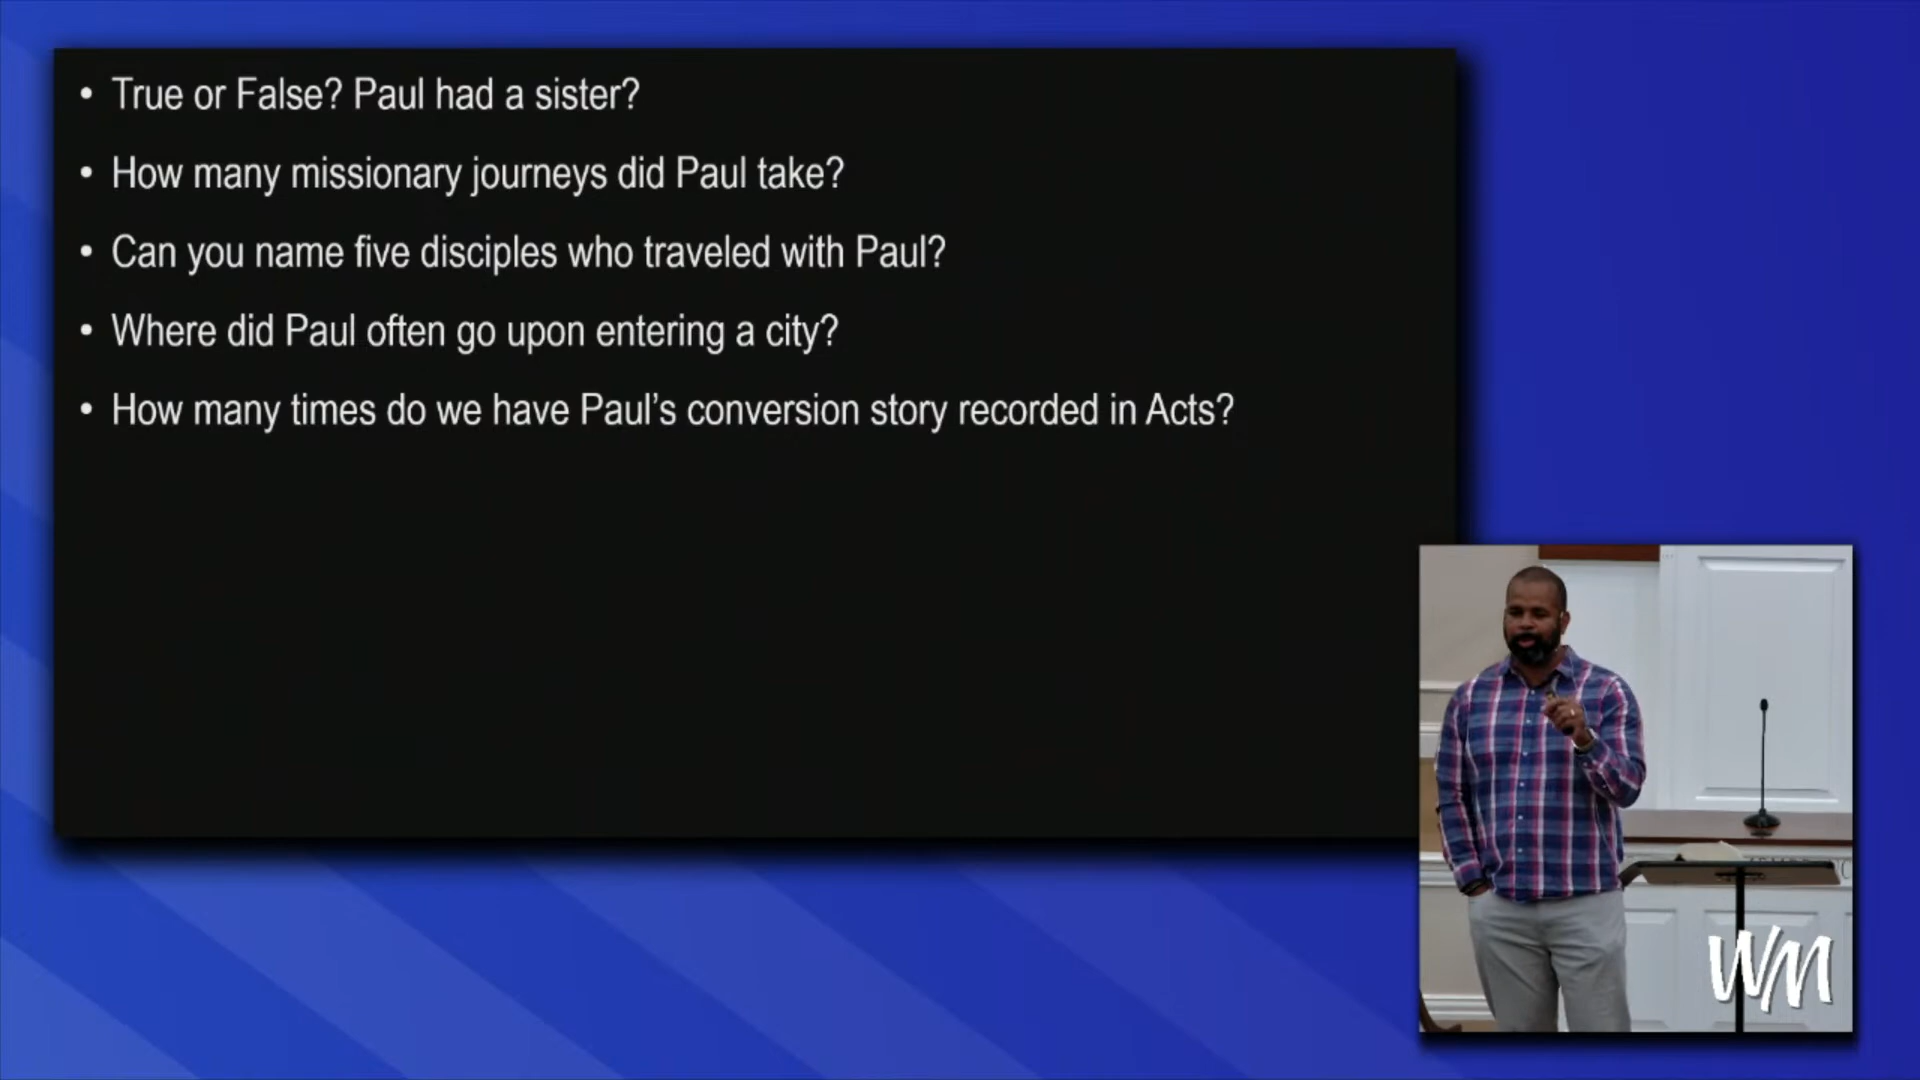 • True or False? Paul had a sister?
• How many missionary journeys did Paul take?
• Can you name five disciples who traveled with Paul?
• Where did Paul often go upon entering a city?
• How many times do we have Paul’s conversion story recorded in Acts?
WM